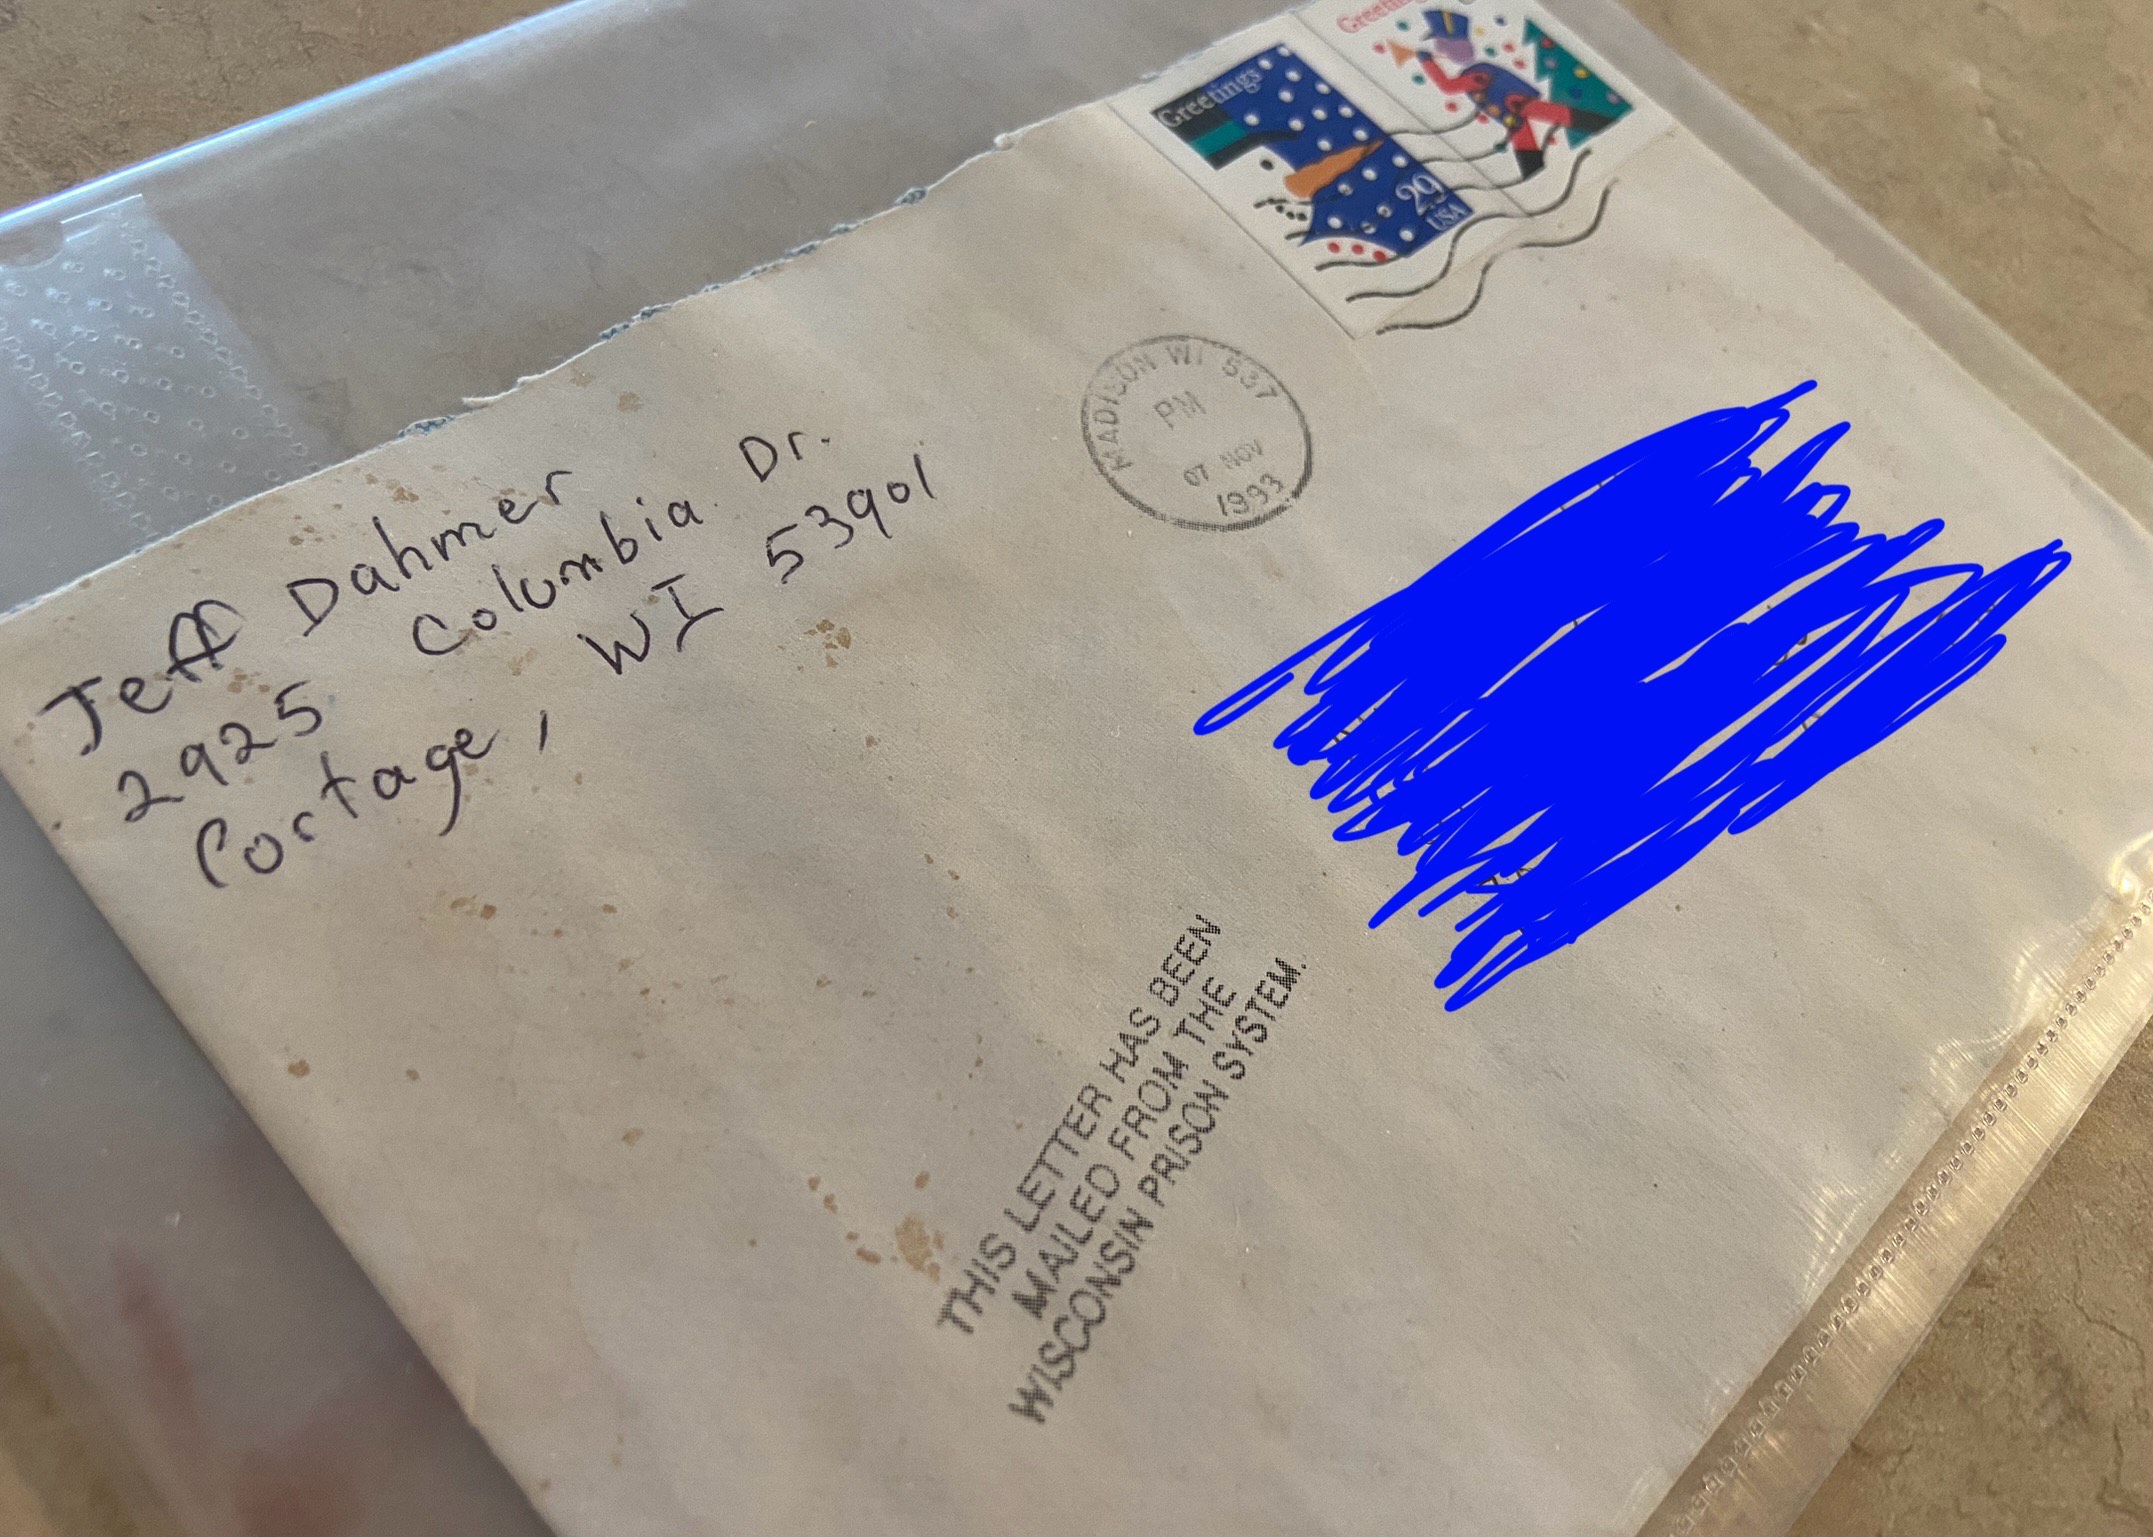 Jeff Dahmer
2925 Columbia Dr.
Portage, WI 53901
Greetings
29
USA
MADISON WI 537
PM
07 NOV
1993
THIS LETTER HAS BEEN
MAILED FROM THE
WISCONSIN PRISON SYSTEM.